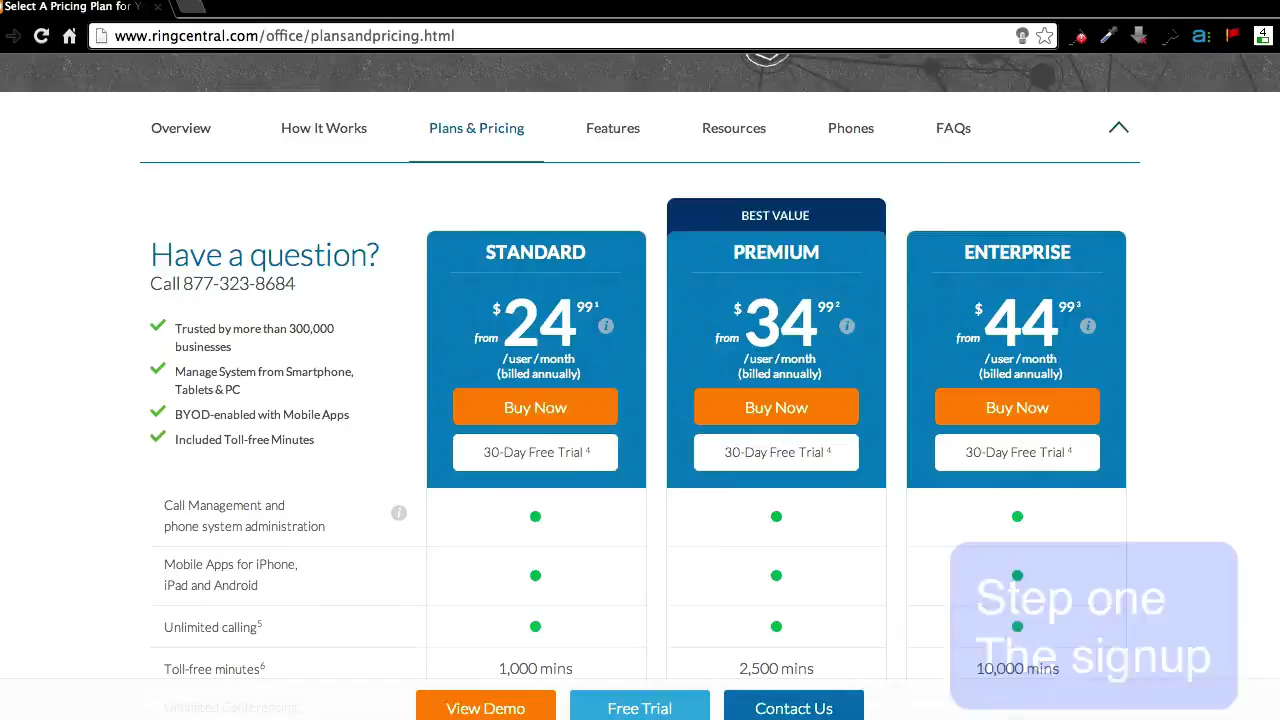 Select A Pricing Plan for Y
www.ringcentral.com/office/plansandpricing.html
a:
4
Overview
How It Works
Plans & Pricing
Features
Resources
Phones
FAQs
Have a question?
Call 877-323-8684
Trusted by more than 300,000
businesses
Manage System from Smartphone,
Tablets & PC
BYOD-enabled with Mobile Apps
Included Toll-free Minutes
STANDARD
from $24 99 1
/user/month
(billed annually)
Buy Now
30-Day Free Trial 4
BEST VALUE
PREMIUM
from $34 99 2
/user/month
(billed annually)
Buy Now
30-Day Free Trial 4
ENTERPRISE
from $44 99 3
/user/month
(billed annually)
Buy Now
30-Day Free Trial 4
Call Management and
phone system administration
Mobile Apps for iPhone,
iPad and Android
Unlimited calling5
Toll-free minutes6
1,000 mins
2,500 mins
10,000 mins
Unlimited Conferencing,
Step one
The signup
View Demo
Free Trial
Contact Us